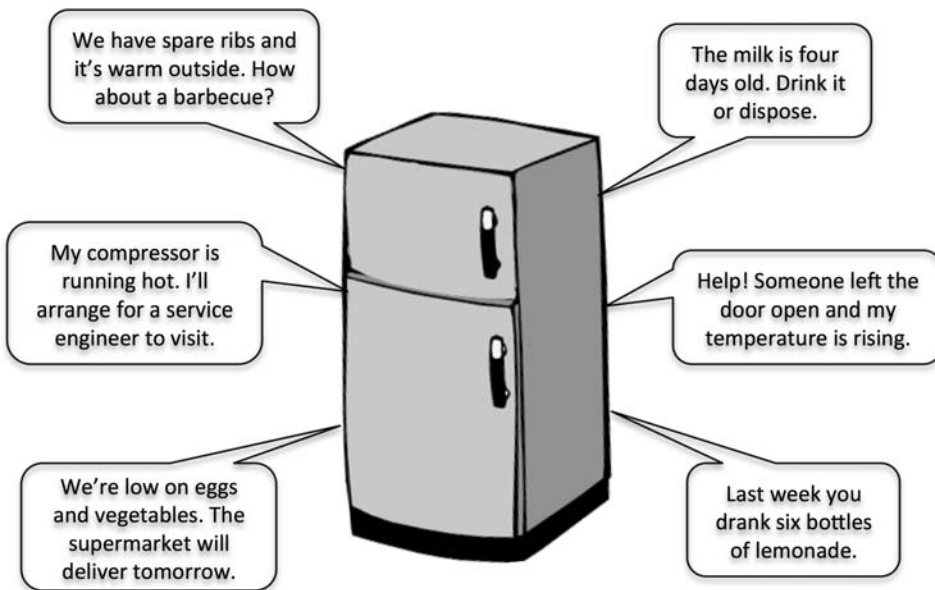 We have spare ribs and
it's warm outside. How
about a barbecue?
The milk is four
days old. Drink it
or dispose.
My compressor is
running hot. I'll
arrange for a service
engineer to visit.
Help! Someone left the
door open and my
temperature is rising.
We're low on eggs
and vegetables. The
supermarket will
deliver tomorrow.
Last week you
drank six bottles
of lemonade.